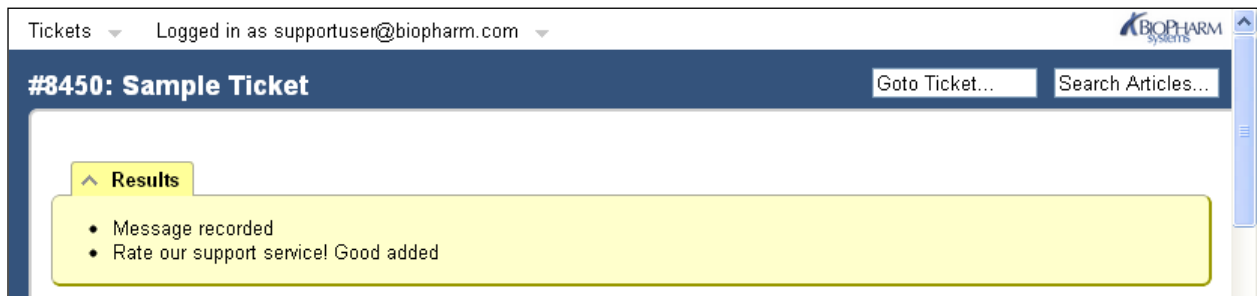 Tickets Logged in as supportuser@biopharm.com BIOPHARM
systems
#8450: Sample Ticket Goto Ticket... Search Articles...
Results
Message recorded
Rate our support service! Good added